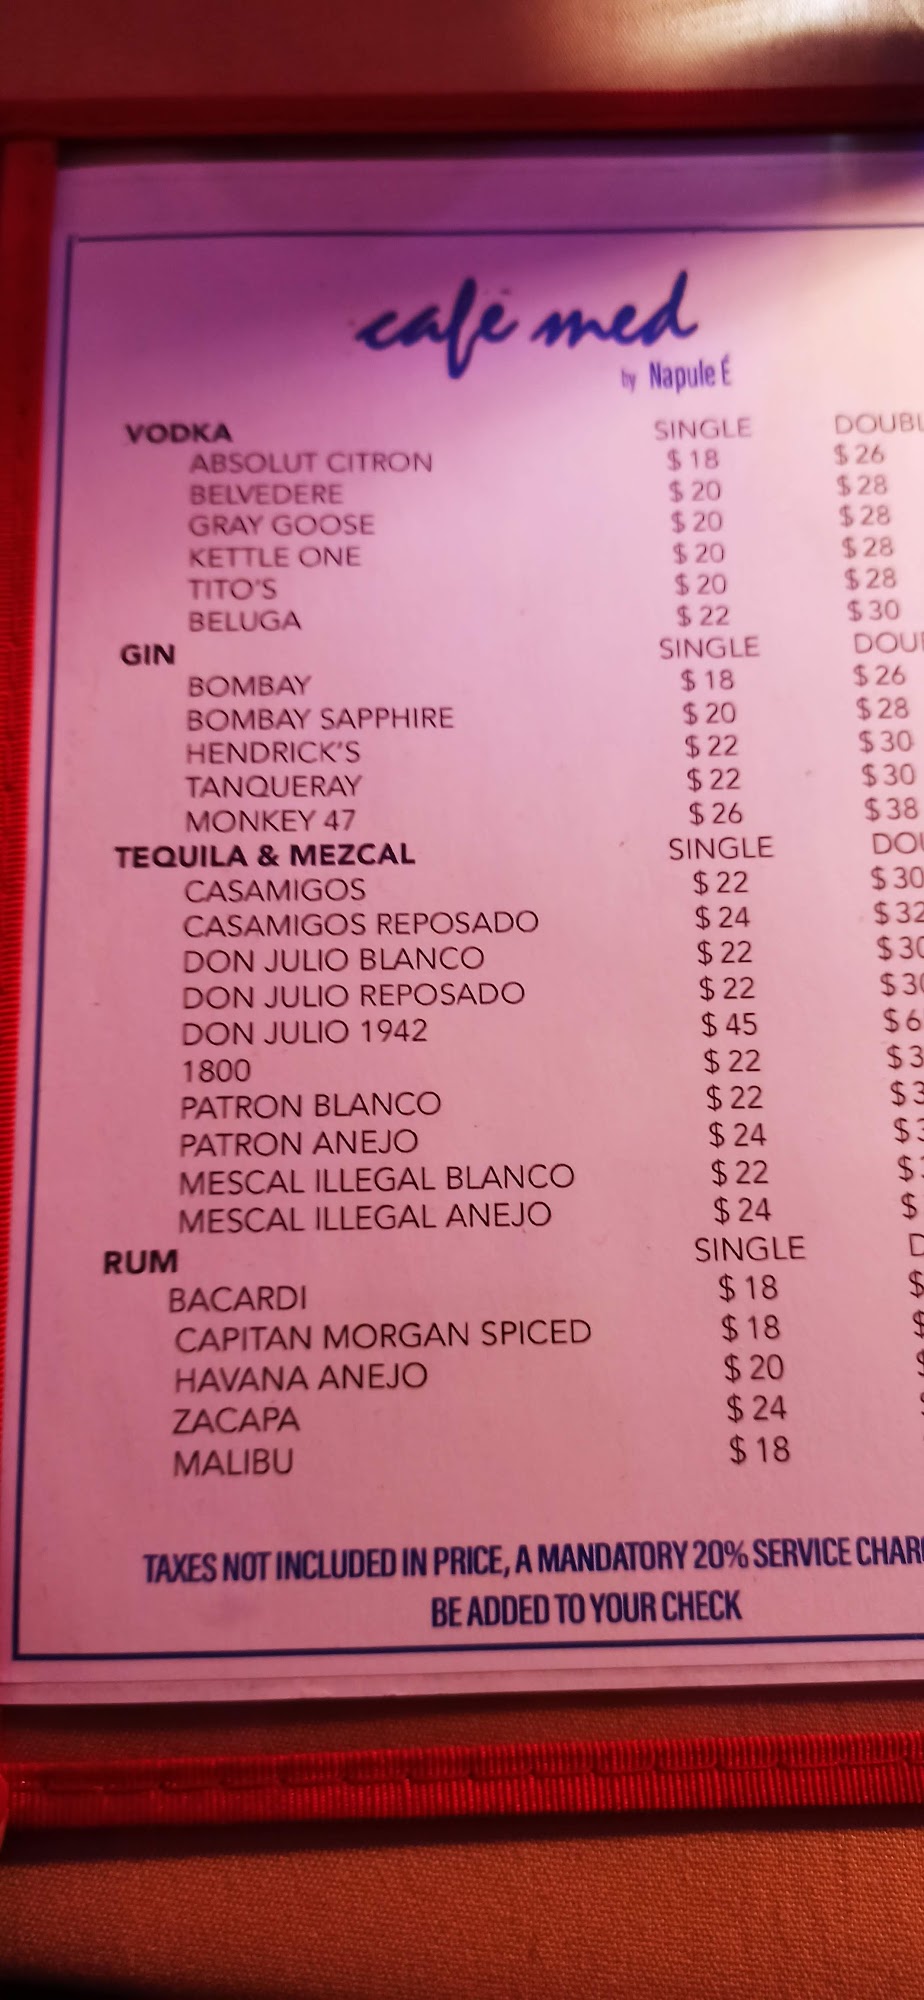 café med
by Napule É
VODKA SINGLE
ABSOLUT CITRON $ 18 $ 26
BELVEDERE $ 20 $ 28
GRAY GOOSE $ 20 $ 28
KETTLE ONE $ 20 $ 28
TITO'S $ 20 $ 28
BELUGA $ 22 $ 30
GIN SINGLE
BOMBAY $ 18 $ 26
BOMBAY SAPPHIRE $ 20 $ 28
HENDRICK'S $ 22 $ 30
TANQUERAY $ 22 $ 30
MONKEY 47 $ 26 $ 38
TEQUILA & MEZCAL SINGLE
CASAMIGOS $ 22 $ 30
CASAMIGOS REPOSADO $ 24 $ 32
DON JULIO BLANCO $ 22 $ 30
DON JULIO REPOSADO $ 22 $ 30
DON JULIO 1942 $ 45
1800 $ 22
PATRON BLANCO $ 22
PATRON ANEJO $ 24
MESCAL ILLEGAL BLANCO $ 22
MESCAL ILLEGAL ANEJO $ 24
RUM SINGLE
BACARDI $ 18
CAPITAN MORGAN SPICED $ 18
HAVANA ANEJO $ 20
ZACAPA $ 24
MALIBU $ 18
TAXES NOT INCLUDED IN PRICE, A MANDATORY 20% SERVICE
BE ADDED TO YOUR CHECK